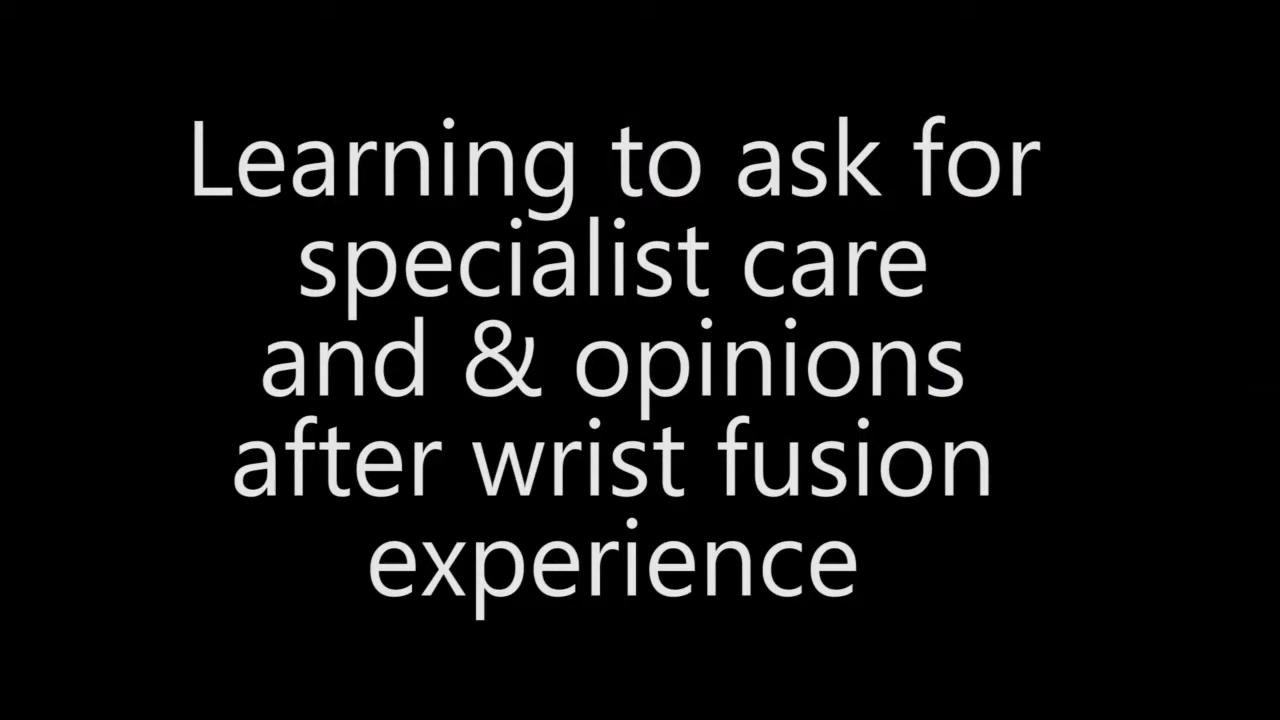 Learning to ask for
specialist care
and & opinions
after wrist fusion
experience